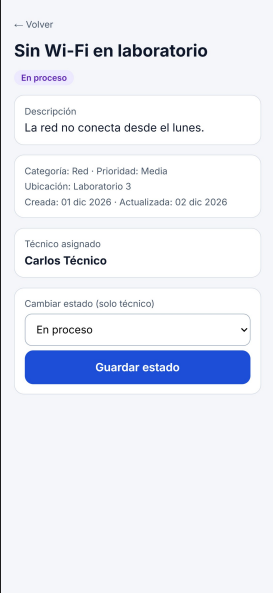 ← Volver
Sin Wi-Fi en laboratorio
En proceso
Descripción
La red no conecta desde el lunes.
Categoría: Red · Prioridad: Media
Ubicación: Laboratorio 3
Creada: 01 dic 2026 · Actualizada: 02 dic 2026
Técnico asignado
Carlos Técnico
Cambiar estado (solo técnico)
En proceso
Guardar estado